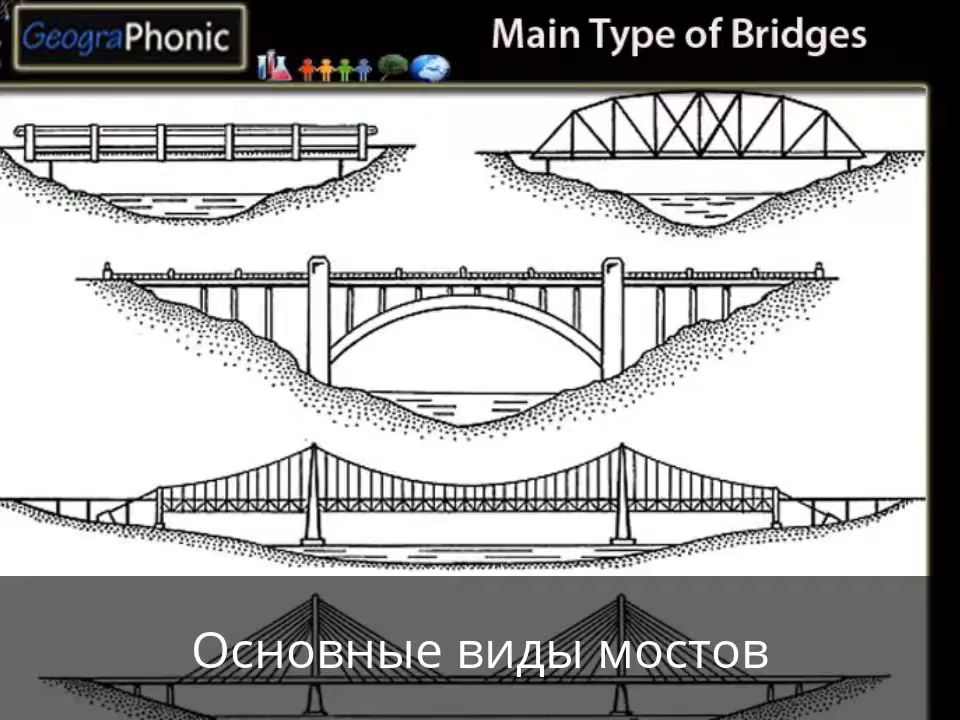 GeograPhonic
Main Type of Bridges
Основные виды мостов